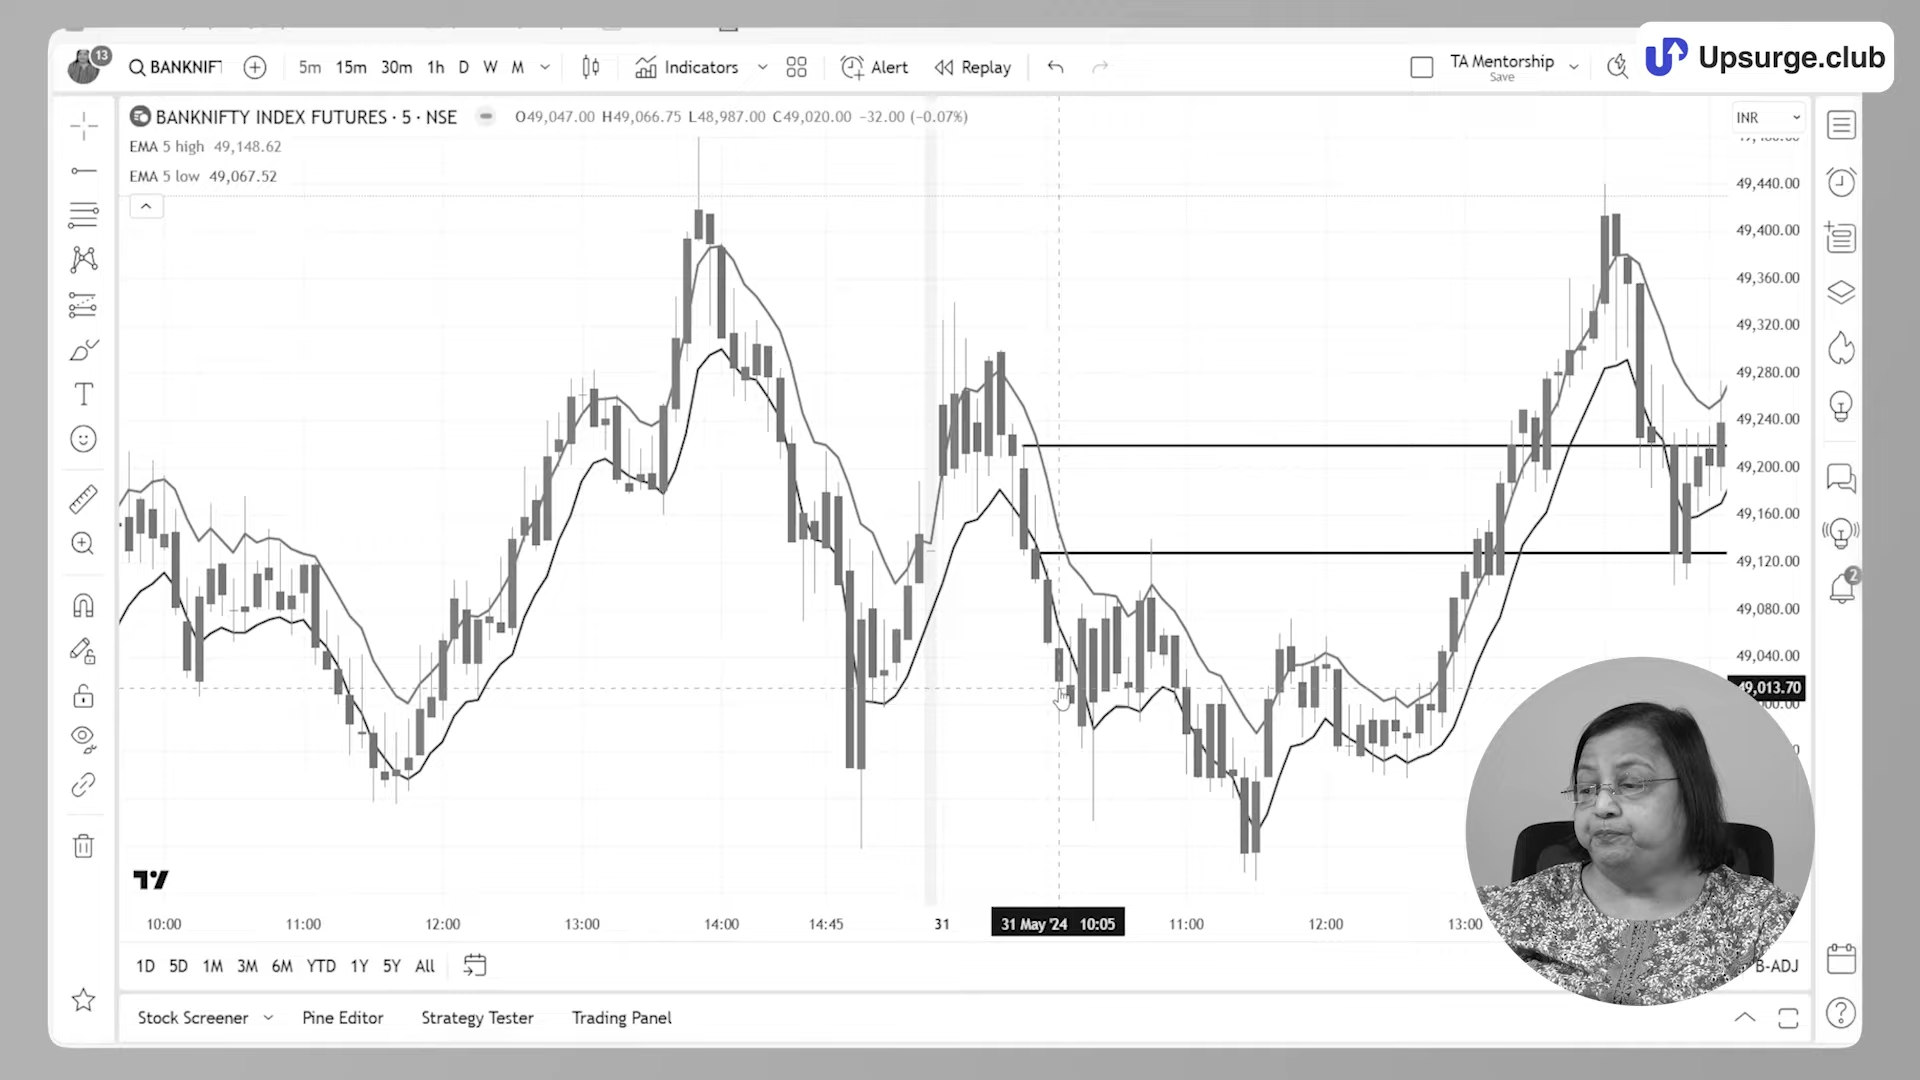 13
BANKNIFT
5m 15m 30m 1h D W M
Indicators
Alert
Replay
TA Mentorship
Save
Upsurge.club
BANKNIFTY INDEX FUTURES · 5 · NSE
O49,047.00 H49,066.75 L48,987.00 C49,020.00 −32.00 (−0.07%)
INR
EMA 5 high 49,148.62
EMA 5 low 49,067.52
49,440.00
49,400.00
49,360.00
49,320.00
49,280.00
49,240.00
49,200.00
49,160.00
49,120.00
49,080.00
49,040.00
49,013.70
2
10:00 11:00 12:00 13:00 14:00 14:45 31 31 May '24 10:05 11:00 12:00 13:00
1D 5D 1M 3M 6M YTD 1Y 5Y All
B-ADJ
Stock Screener Pine Editor Strategy Tester Trading Panel